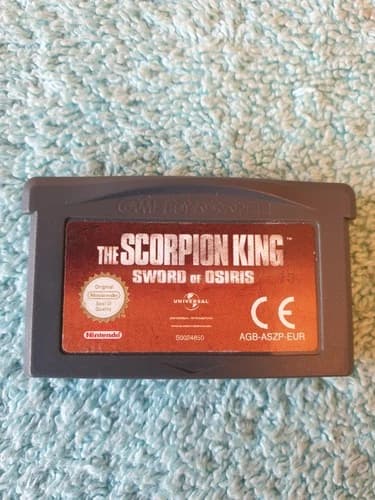 GAME BOY ADVANCE
THE SCORPION KING™
SWORD OF OSIRIS
Original
Nintendo
Seal of
Quality
Nintendo
UNIVERSAL
CE
AGB-ASZP-EUR